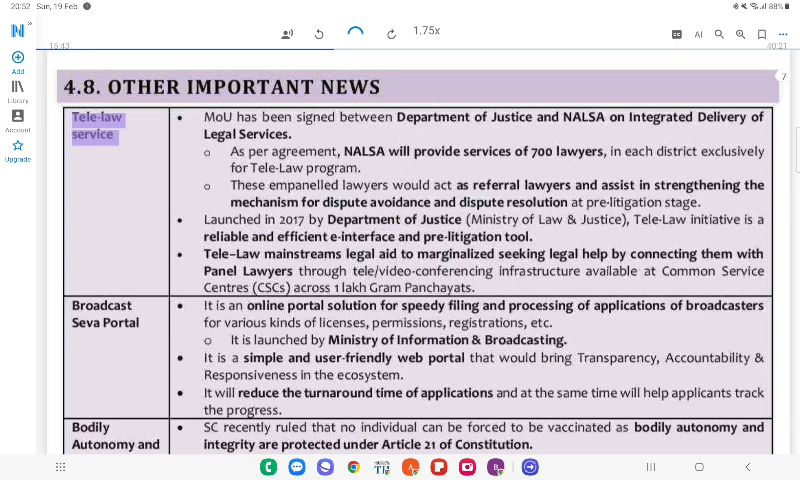 20:52 Sun, 19 Feb
88%
N
Add
Library
Account
Upgrade
1.75x
AI
15:43
40:21
7
4.8. OTHER IMPORTANT NEWS
Tele-law service
• MoU has been signed between Department of Justice and NALSA on Integrated Delivery of
Legal Services.
o As per agreement, NALSA will provide services of 700 lawyers, in each district exclusively
for Tele-Law program.
o These empanelled lawyers would act as referral lawyers and assist in strengthening the
mechanism for dispute avoidance and dispute resolution at pre-litigation stage.
• Launched in 2017 by Department of Justice (Ministry of Law & Justice), Tele-Law initiative is a
reliable and efficient e-interface and pre-litigation tool.
• Tele–Law mainstreams legal aid to marginalized seeking legal help by connecting them with
Panel Lawyers through tele/video-conferencing infrastructure available at Common Service
Centres (CSCs) across 1 lakh Gram Panchayats.
Broadcast
Seva Portal
• It is an online portal solution for speedy filing and processing of applications of broadcasters
for various kinds of licenses, permissions, registrations, etc.
o It is launched by Ministry of Information & Broadcasting.
• It is a simple and user-friendly web portal that would bring Transparency, Accountability &
Responsiveness in the ecosystem.
• It will reduce the turnaround time of applications and at the same time will help applicants track
the progress.
Bodily
Autonomy and
• SC recently ruled that no individual can be forced to be vaccinated as bodily autonomy and
integrity are protected under Article 21 of Constitution.